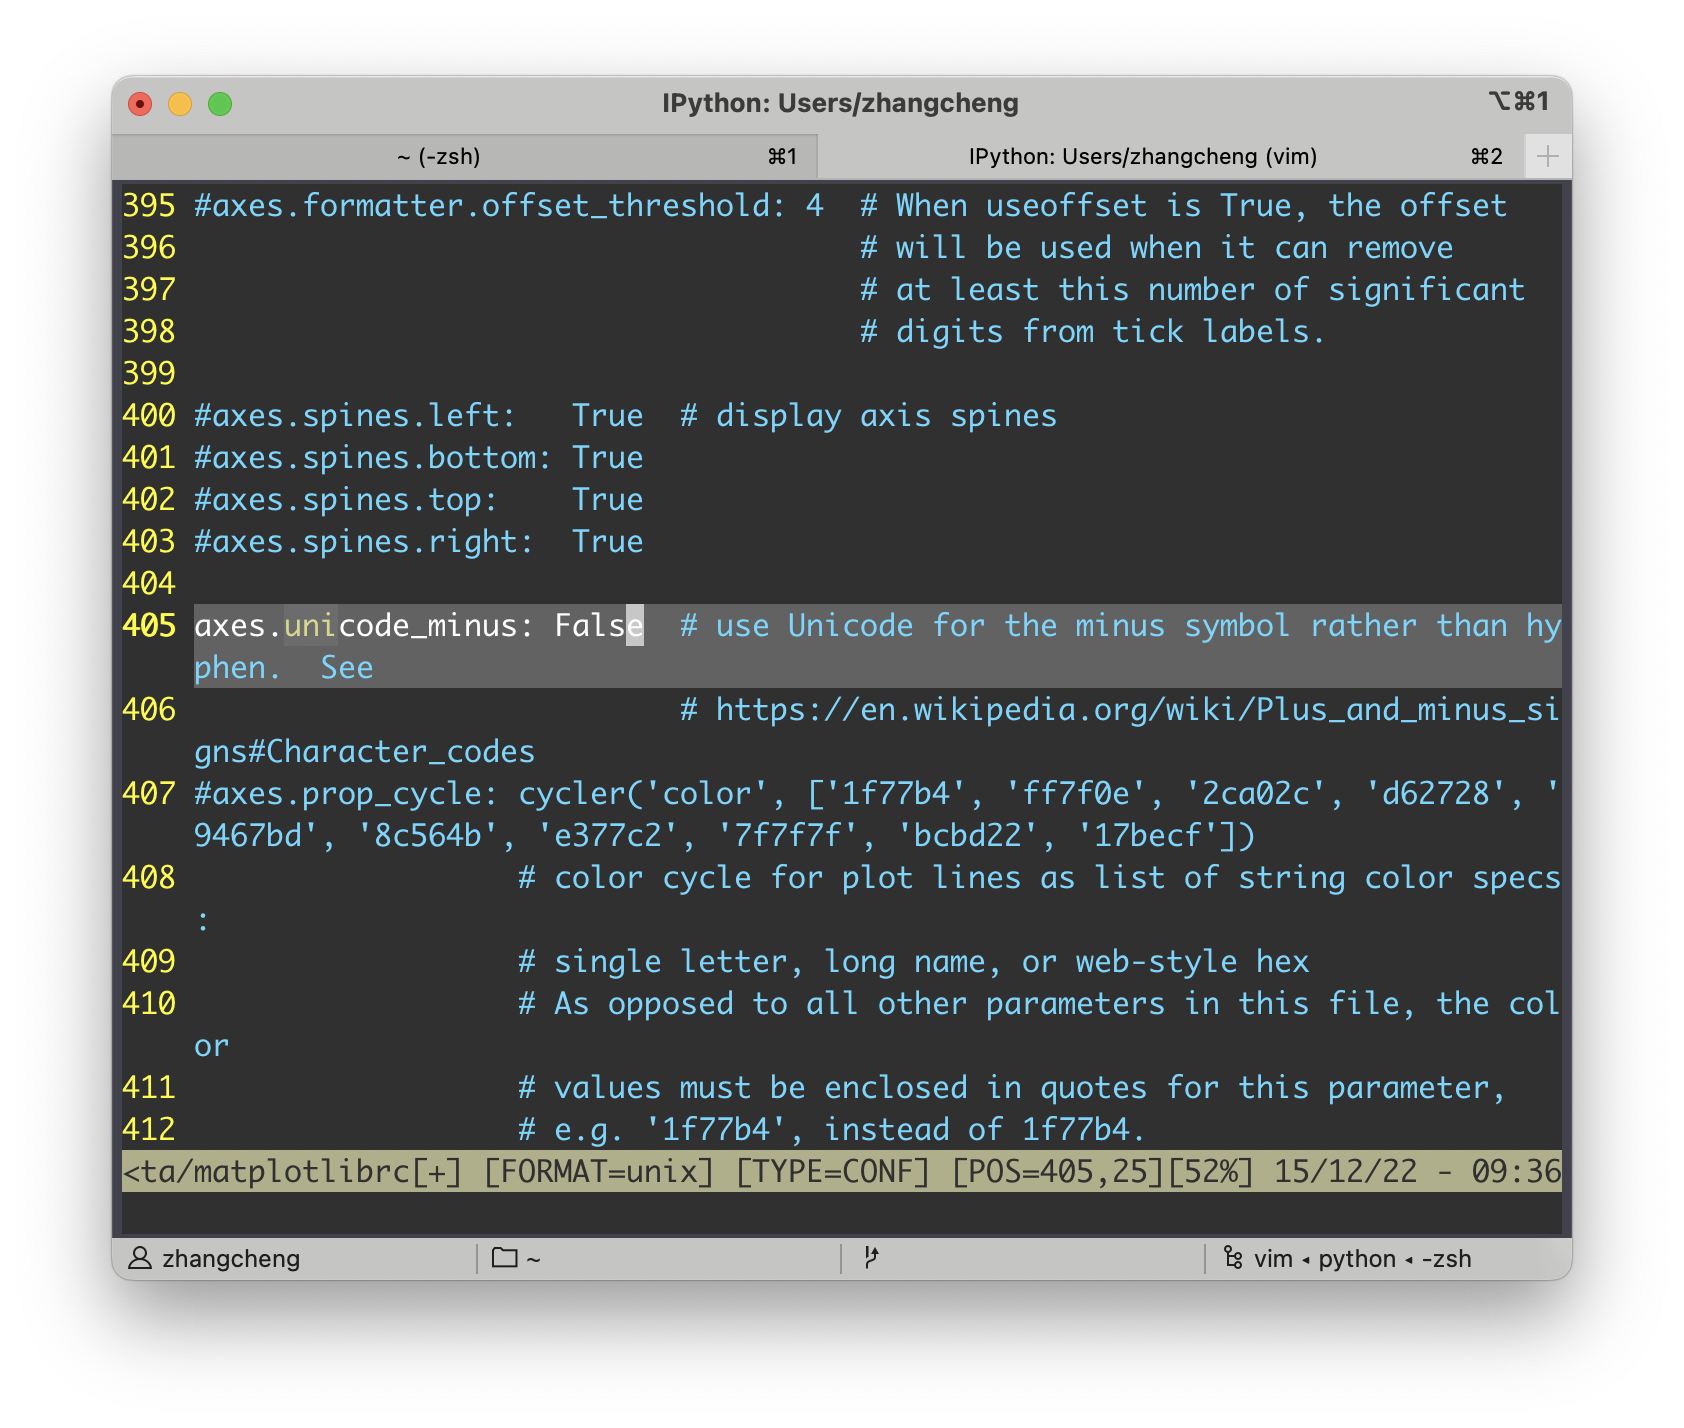 IPython: Users/zhangcheng ⌥⌘1
~ (-zsh) ⌘1 IPython: Users/zhangcheng (vim) ⌘2
395 #axes.formatter.offset_threshold: 4  # When useoffset is True, the offset
396                                      # will be used when it can remove
397                                      # at least this number of significant
398                                      # digits from tick labels.
399
400 #axes.spines.left:   True  # display axis spines
401 #axes.spines.bottom: True
402 #axes.spines.top:    True
403 #axes.spines.right:  True
404
405 axes.unicode_minus: False  # use Unicode for the minus symbol rather than hy
phen.  See
406                            # https://en.wikipedia.org/wiki/Plus_and_minus_si
gns#Character_codes
407 #axes.prop_cycle: cycler('color', ['1f77b4', 'ff7f0e', '2ca02c', 'd62728', '
9467bd', '8c564b', 'e377c2', '7f7f7f', 'bcbd22', '17becf'])
408                   # color cycle for plot lines as list of string color specs
:
409                   # single letter, long name, or web-style hex
410                   # As opposed to all other parameters in this file, the col
or
411                   # values must be enclosed in quotes for this parameter,
412                   # e.g. '1f77b4', instead of 1f77b4.
<ta/matplotlibrc[+] [FORMAT=unix] [TYPE=CONF] [POS=405,25][52%] 15/12/22 - 09:36
zhangcheng ~ vim ◂ python ◂ -zsh